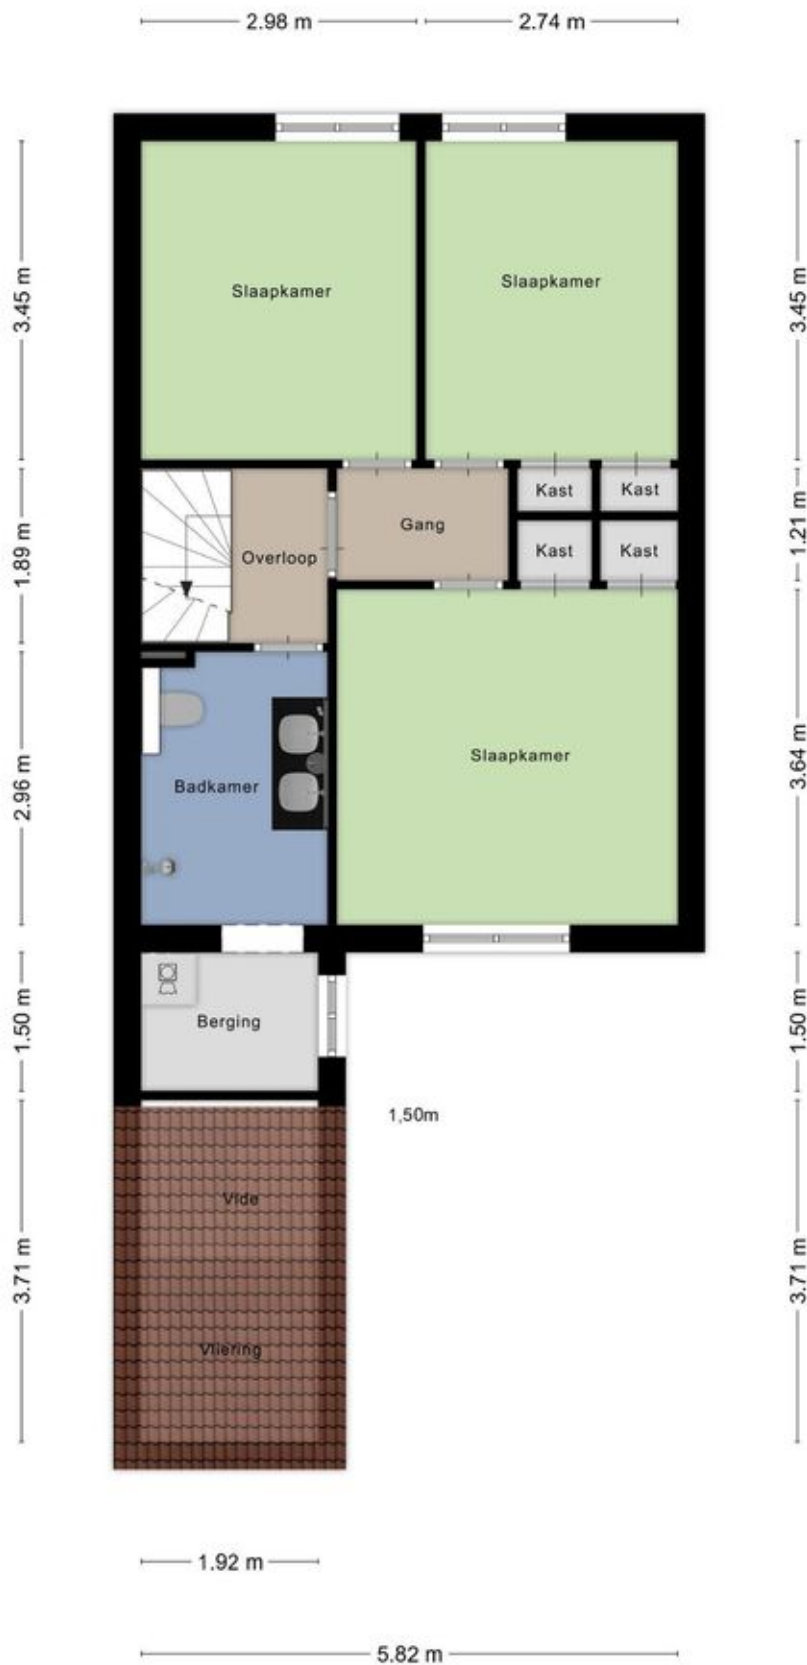 2.98 m
2.74 m
3.45 m
3.45 m
Slaapkamer
Slaapkamer
Kast
Kast
1.21 m
Gang
1.89 m
Overloop
Kast
Kast
2.96 m
Badkamer
Slaapkamer
3.64 m
1.50 m
Berging
1.50 m
1,50m
Vide
3.71 m
3.71 m
Vliering
1.92 m
5.82 m